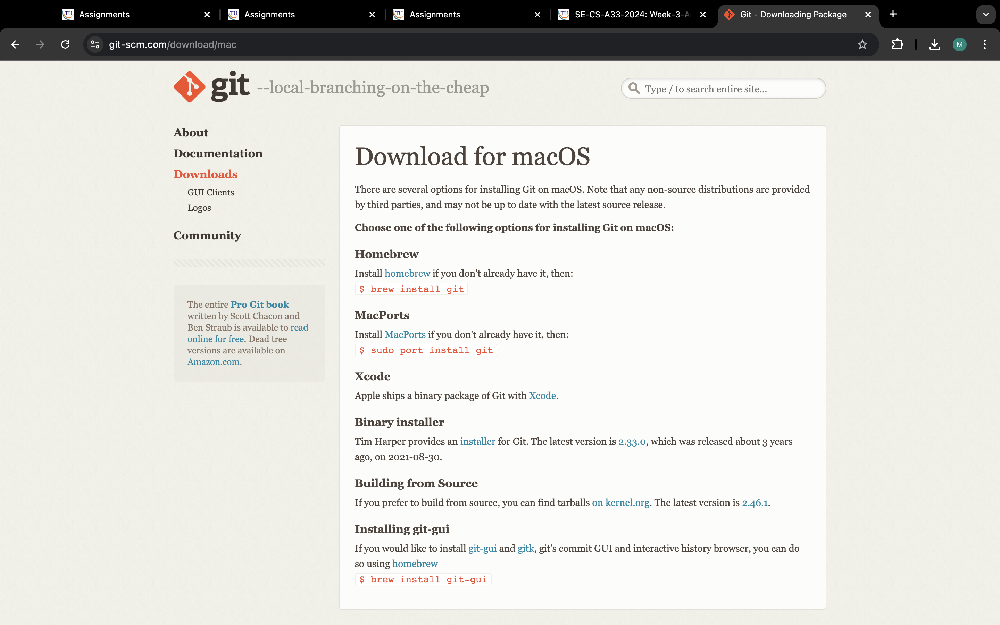 Assignments
Assignments
Assignments
SE-CS-A33-2024: Week-3-A
Git - Downloading Package
git-scm.com/download/mac
M
git --local-branching-on-the-cheap
Type / to search entire site...
About
Documentation
Downloads
GUI Clients
Logos
Community
The entire Pro Git book
written by Scott Chacon and
Ben Straub is available to read
online for free. Dead tree
versions are available on
Amazon.com.
Download for macOS
There are several options for installing Git on macOS. Note that any non-source distributions are provided
by third parties, and may not be up to date with the latest source release.
Choose one of the following options for installing Git on macOS:
Homebrew
Install homebrew if you don't already have it, then:
$ brew install git
MacPorts
Install MacPorts if you don't already have it, then:
$ sudo port install git
Xcode
Apple ships a binary package of Git with Xcode.
Binary installer
Tim Harper provides an installer for Git. The latest version is 2.33.0, which was released about 3 years
ago, on 2021-08-30.
Building from Source
If you prefer to build from source, you can find tarballs on kernel.org. The latest version is 2.46.1.
Installing git-gui
If you would like to install git-gui and gitk, git's commit GUI and interactive history browser, you can do
so using homebrew
$ brew install git-gui